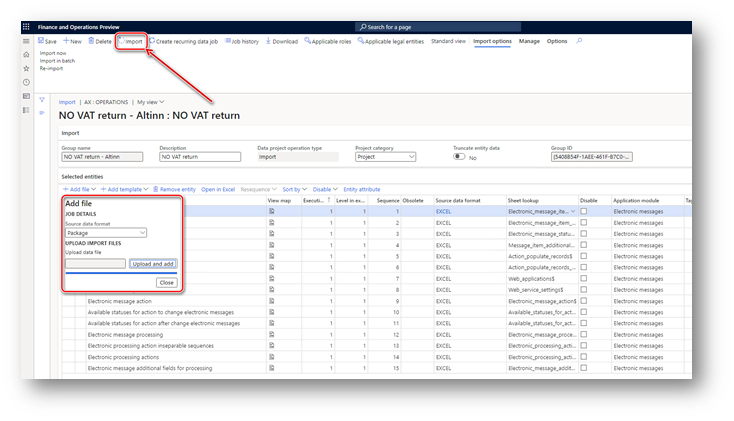 Finance and Operations Preview
Search for a page
Save New Delete Import Create recurring data job Job history Download Applicable roles Applicable legal entities Standard view Import options Manage Options
Import now
Import in batch
Re-import
Import | AX : OPERATIONS | My view
NO VAT return - Altinn : NO VAT return
Import
Group name Description Data project operation type Project category Truncate entity data Group ID
NO VAT return - Altinn NO VAT return Import Project No {5408B54F-1AEE-461F-B7C0-...
Selected entities
Add file Add template Remove entity Open in Excel Resequence Sort by Disable Entity attribute
View map Executi... Level in ex... Sequence Obsolete Source data format Sheet lookup Disable Application module Tag
Add file
JOB DETAILS
Source data format
Package
UPLOAD IMPORT FILES
Upload data file
Upload and add
Close
1 1 1 EXCEL Electronic_message_ite... Electronic messages
1 1 2 EXCEL Electronic_message_item_... Electronic messages
1 1 3 EXCEL Electronic_message_statu... Electronic messages
1 1 4 EXCEL Message_item_additional... Electronic messages
1 1 5 EXCEL Action_populate_records$ Electronic messages
1 1 6 EXCEL Action_populate_records_... Electronic messages
1 1 7 EXCEL Web_applications$ Electronic messages
1 1 8 EXCEL Web_service_settings$ Electronic messages
Electronic message action 1 1 9 EXCEL Electronic_message_action$ Electronic messages
Available statuses for action to change electronic messages 1 1 10 EXCEL Available_statuses_for_act... Electronic messages
Available statuses for action after change electronic messages 1 1 11 EXCEL Available_statuses_for_act... Electronic messages
Electronic message processing 1 1 12 EXCEL Electronic_message_proce... Electronic messages
Electronic processing action inseparable sequences 1 1 13 EXCEL Electronic_processing_acti... Electronic messages
Electronic processing actions 1 1 14 EXCEL Electronic_processing_acti... Electronic messages
Electronic message additional fields for processing 1 1 15 EXCEL Electronic_message_addit... Electronic messages